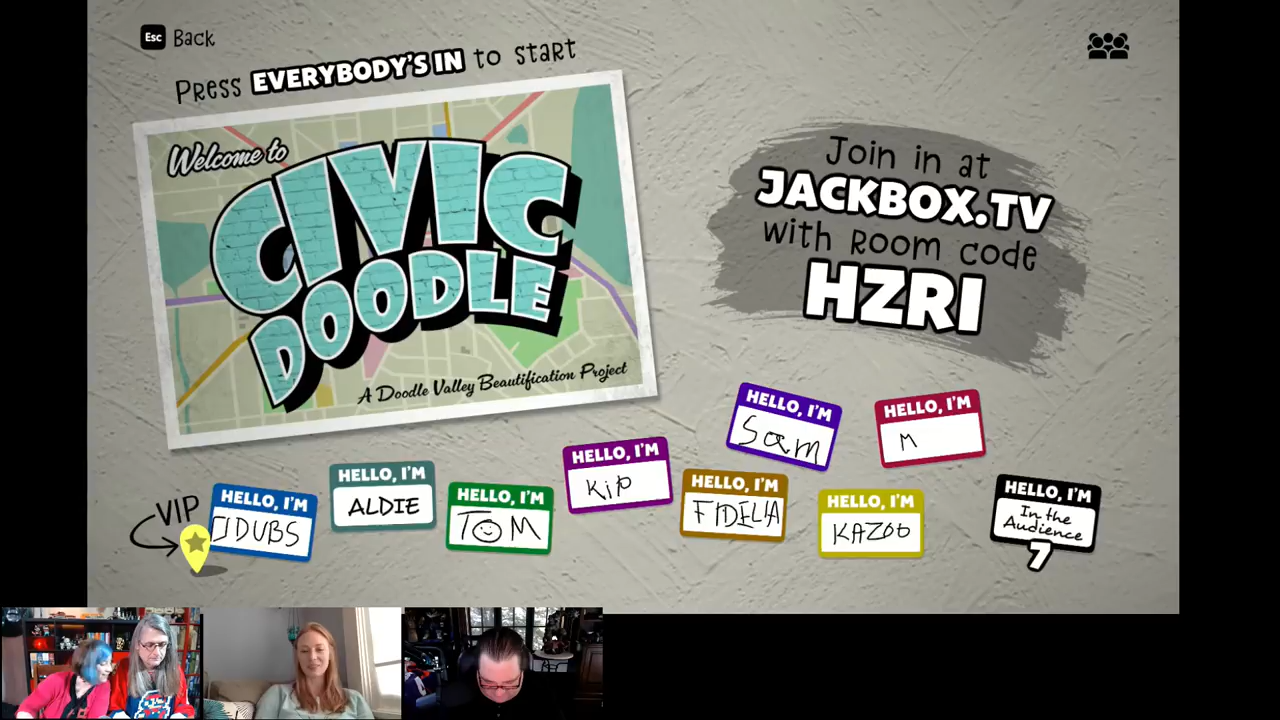 Esc Back
Press EVERYBODY'S IN to start
Welcome to
CIVIC
DOODLE
A Doodle Valley Beautification Project
Join in at
JACKBOX.TV
with Room code
HZRI
VIP
HELLO, I'M
CJDUBS
HELLO, I'M
ALDIE
HELLO, I'M
TOM
HELLO, I'M
Kip
HELLO, I'M
FIDELIA
HELLO, I'M
Sam
HELLO, I'M
KAZOO
HELLO, I'M
M
HELLO, I'M
In the
Audience
7